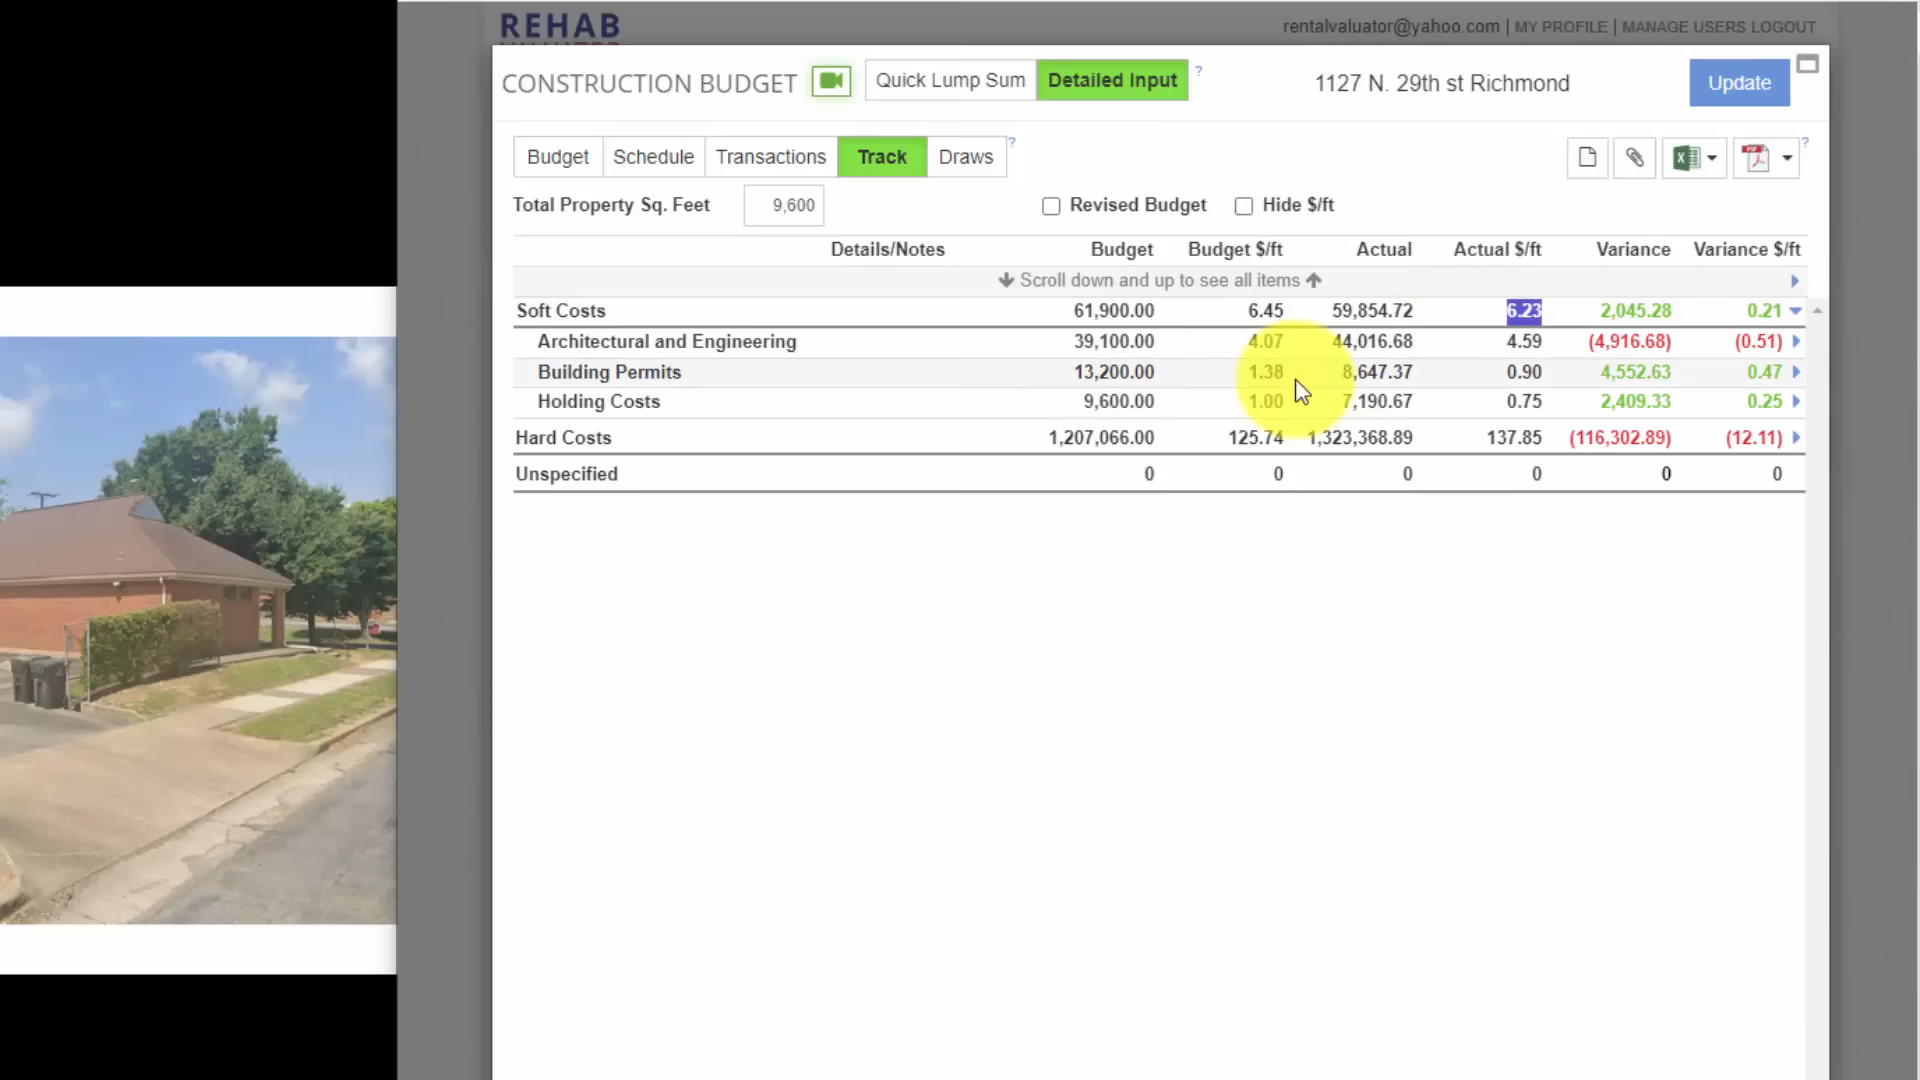 REHAB
rentalvaluator@yahoo.com | MY PROFILE | MANAGE USERS LOGOUT
CONSTRUCTION BUDGET Quick Lump Sum Detailed Input ? 1127 N. 29th st Richmond Update
Budget Schedule Transactions Track Draws ? ?
Total Property Sq. Feet 9,600 Revised Budget Hide $/ft
Details/Notes Budget Budget $/ft Actual Actual $/ft Variance Variance $/ft
Scroll down and up to see all items
Soft Costs 61,900.00 6.45 59,854.72 6.23 2,045.28 0.21
Architectural and Engineering 39,100.00 4.07 44,016.68 4.59 (4,916.68) (0.51)
Building Permits 13,200.00 1.38 8,647.37 0.90 4,552.63 0.47
Holding Costs 9,600.00 1.00 7,190.67 0.75 2,409.33 0.25
Hard Costs 1,207,066.00 125.74 1,323,368.89 137.85 (116,302.89) (12.11)
Unspecified 0 0 0 0 0 0